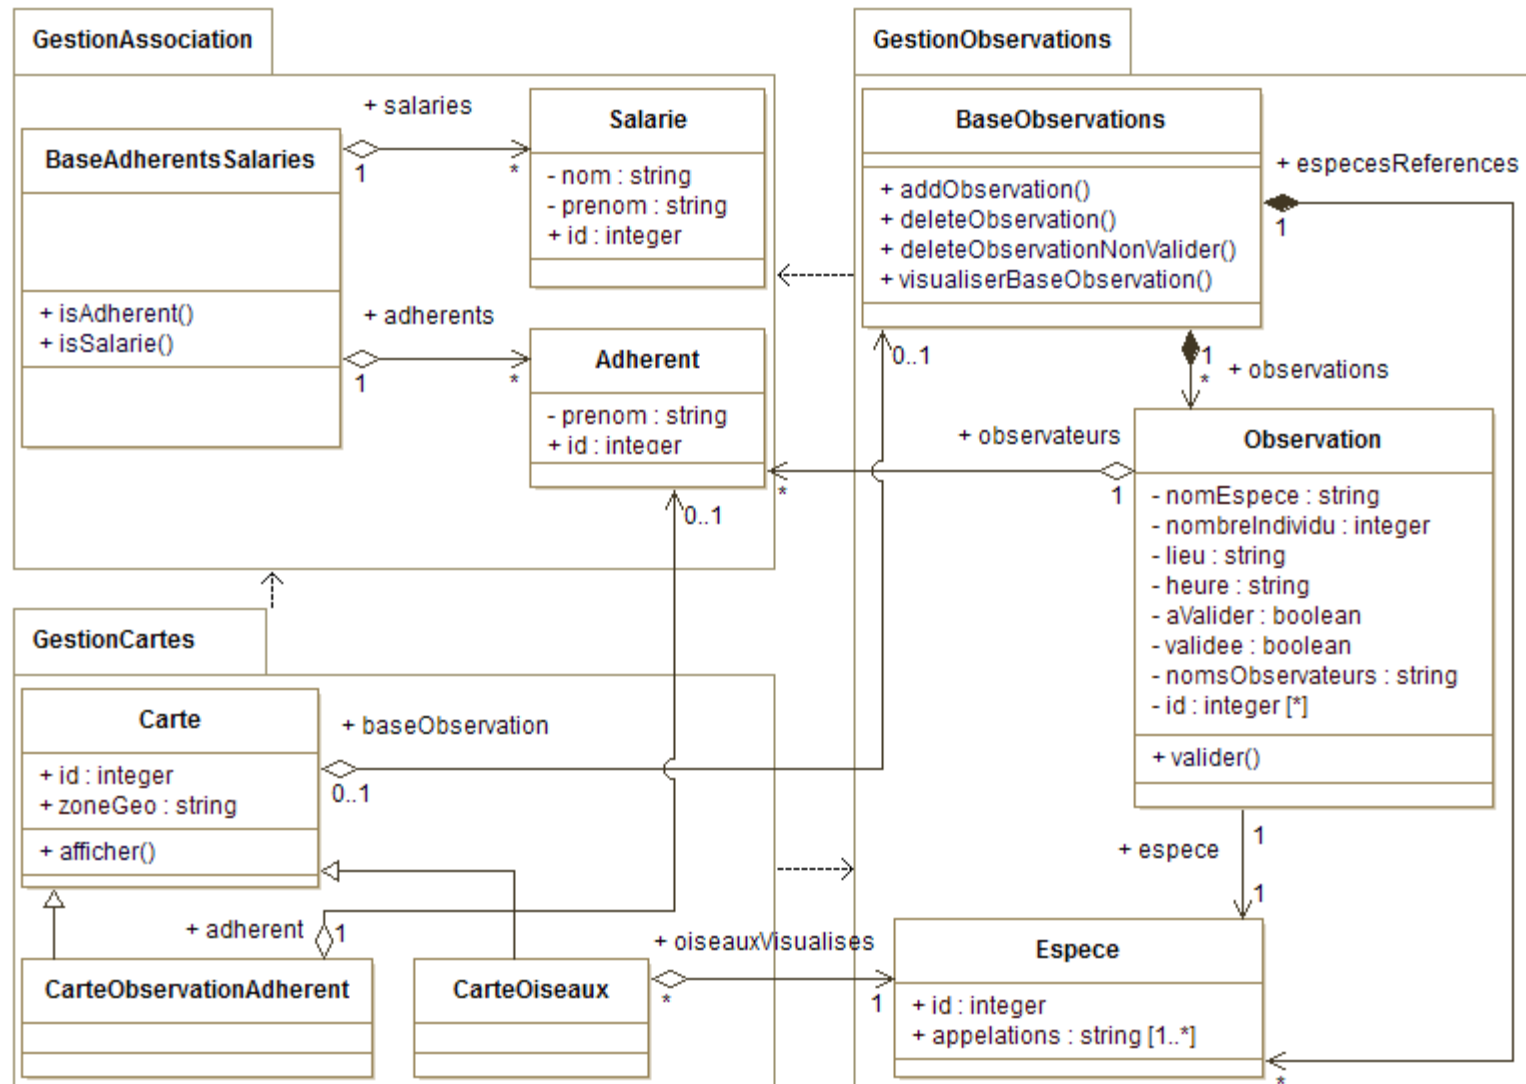 GestionAssociation
+ salaries
BaseAdherentsSalaries
1
*
Salarie
- nom : string
- prenom : string
+ id : integer
+ isAdherent()
+ isSalarie()
+ adherents
1
*
Adherent
- prenom : string
+ id : integer
0..1
GestionObservations
BaseObservations
+ addObservation()
+ deleteObservation()
+ deleteObservationNonValider()
+ visualiserBaseObservation()
+ especesReferences
1
0..1
1
*
+ observations
+ observateurs
*
1
Observation
- nomEspece : string
- nombreIndividu : integer
- lieu : string
- heure : string
- aValider : boolean
- validee : boolean
- nomsObservateurs : string
- id : integer [*]
+ valider()
1
+ espece
1
GestionCartes
Carte
+ id : integer
+ zoneGeo : string
+ afficher()
+ baseObservation
0..1
+ adherent
1
CarteObservationAdherent
CarteOiseaux
+ oiseauxVisualises
*
1
Espece
+ id : integer
+ appelations : string [1..*]
*